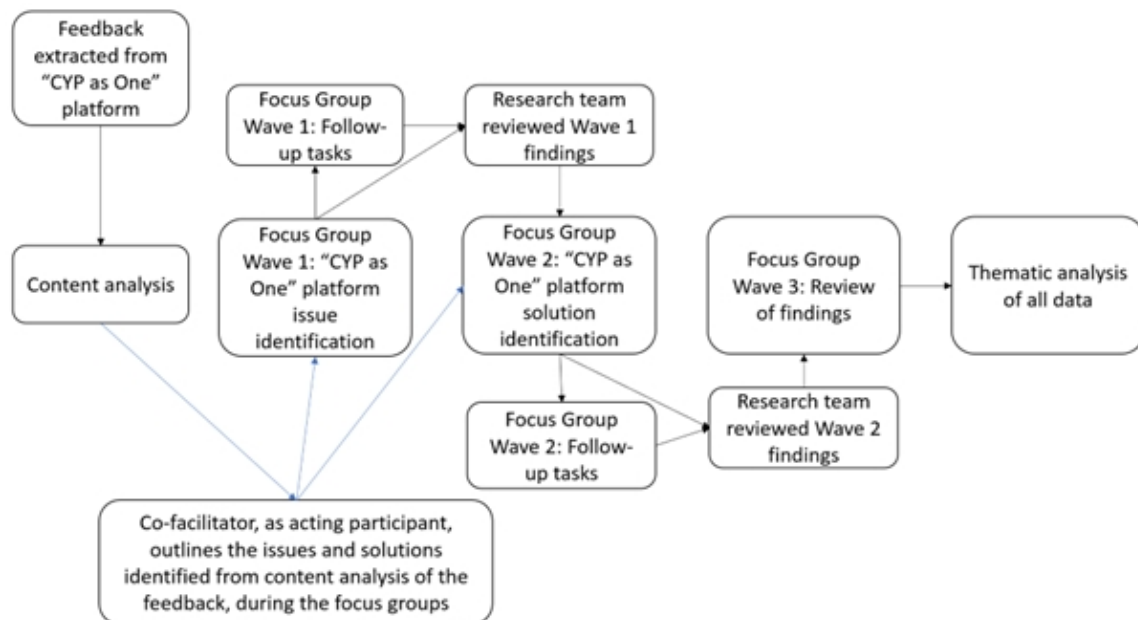 Feedback
extracted from
“CYP as One”
platform
Content analysis
Focus Group
Wave 1: Follow-
up tasks
Research team
reviewed Wave 1
findings
Focus Group
Wave 1: “CYP as
One” platform
issue
identification
Focus Group
Wave 2: “CYP as
One” platform
solution
identification
Focus Group
Wave 2: Follow-
up tasks
Research team
reviewed Wave 2
findings
Focus Group
Wave 3: Review
of findings
Thematic analysis
of all data
Co-facilitator, as acting participant,
outlines the issues and solutions
identified from content analysis of the
feedback, during the focus groups